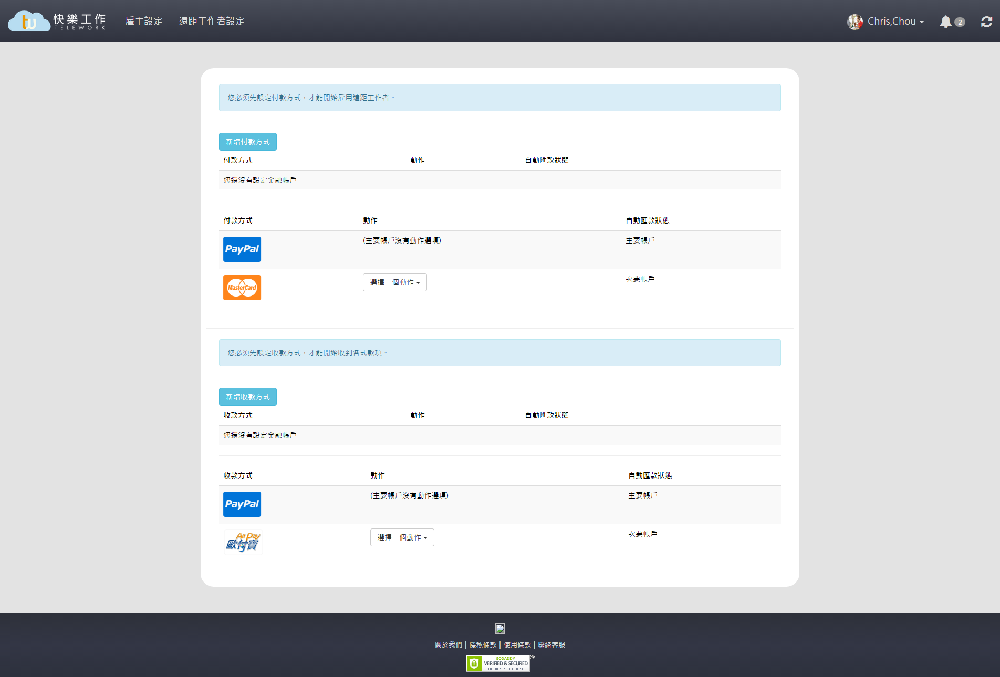 tw 快樂工作 雇主設定 遠距工作者設定 Chris,Chou 2
TELEWORK
您必須先設定付款方式，才能開始雇用遠距工作者。
新增付款方式
付款方式 動作 自動匯款狀態
您還沒有設定金融帳戶
付款方式 動作 自動匯款狀態
PayPal (主要帳戶沒有動作選項) 主要帳戶
MasterCard 選擇一個動作 次要帳戶
您必須先設定收款方式，才能開始收到各式款項。
新增收款方式
收款方式 動作 自動匯款狀態
您還沒有設定金融帳戶
收款方式 動作 自動匯款狀態
PayPal (主要帳戶沒有動作選項) 主要帳戶
All Pay 歐付寶 選擇一個動作 次要帳戶
關於我們 | 隱私條款 | 使用條款 | 聯絡客服
GODADDY
VERIFIED & SECURED
VERIFY SECURITY